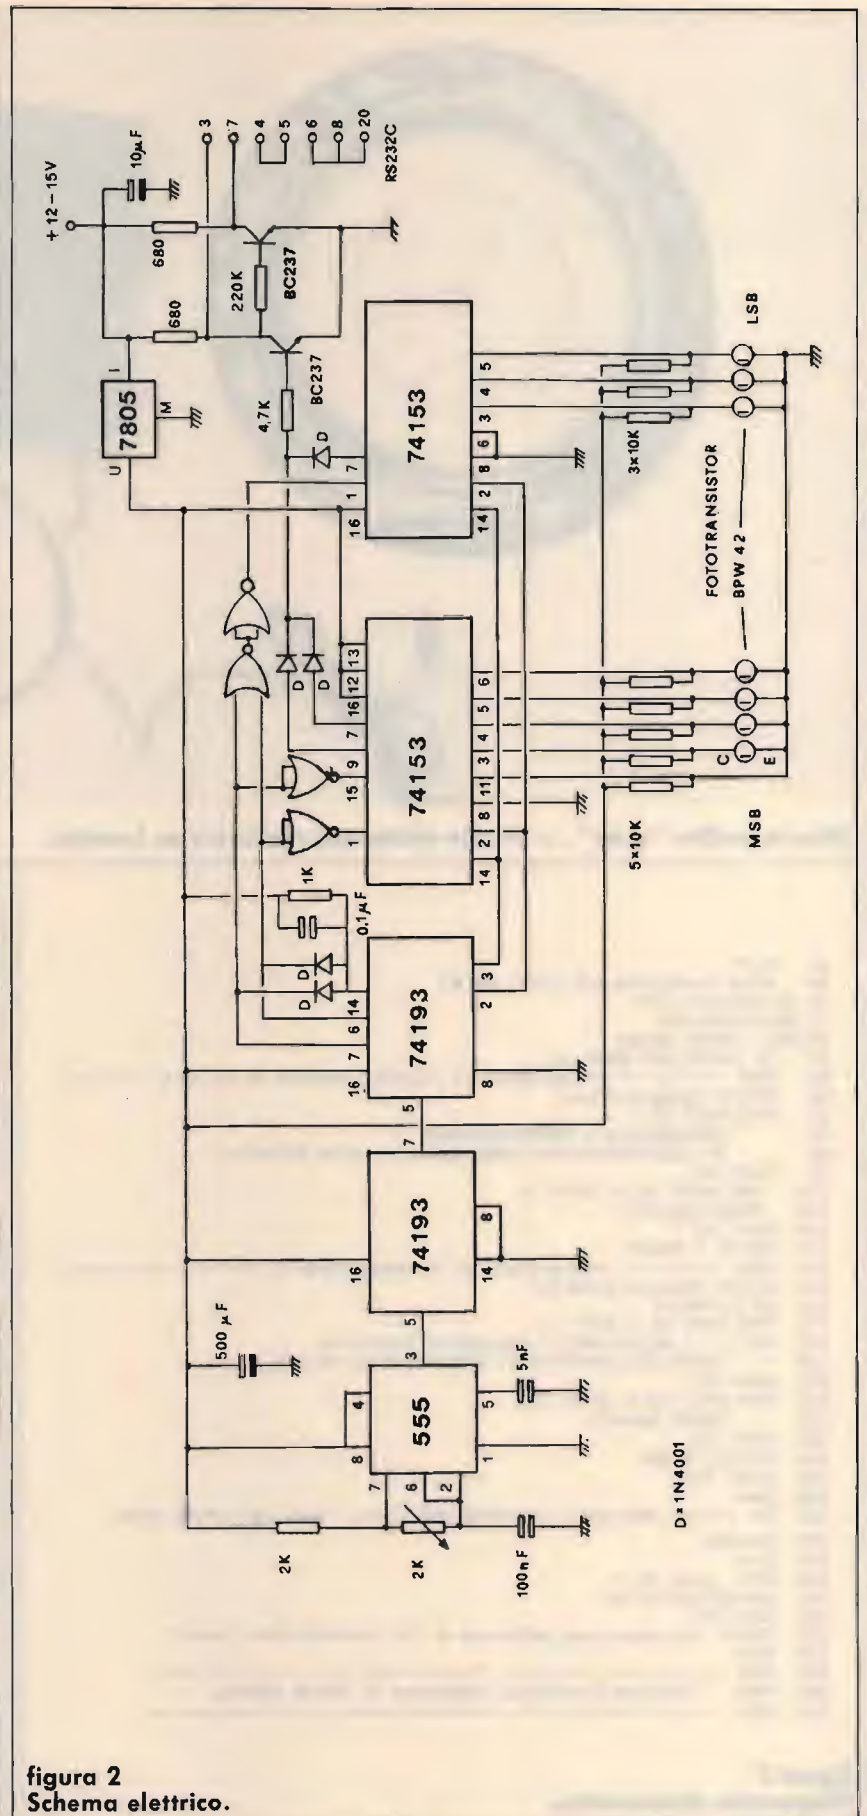 +12-15V
10µF
680
680
3
7
4
5
6
8
20
RS232C
7805
U
I
M
220K
BC237
BC237
4,7K
D
16
1
7
74153
14
2
8
6
3
4
5
3x10K
LSB
FOTOTRANSISTOR
BPW 42
D
D
1
15
9
7
16
12
13
74153
14
2
8
11
3
4
5
6
C
E
5x10K
MSB
1K
0,1µF
D
D
16
7
6
14
74193
5
8
2
3
7
16
74193
5
14
8
500 µF
3
8
4
555
7
6
2
1
5
5nF
2K
2K
100nF
D=1N4001
figura 2
Schema elettrico.